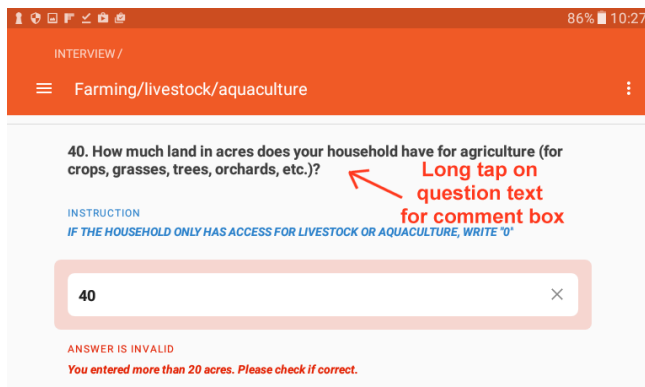 86% 10:27
INTERVIEW /
Farming/livestock/aquaculture
40. How much land in acres does your household have for agriculture (for
crops, grasses, trees, orchards, etc.)?
Long tap on
question text
for comment box
INSTRUCTION
IF THE HOUSEHOLD ONLY HAS ACCESS FOR LIVESTOCK OR AQUACULTURE, WRITE "0"
40
ANSWER IS INVALID
You entered more than 20 acres. Please check if correct.